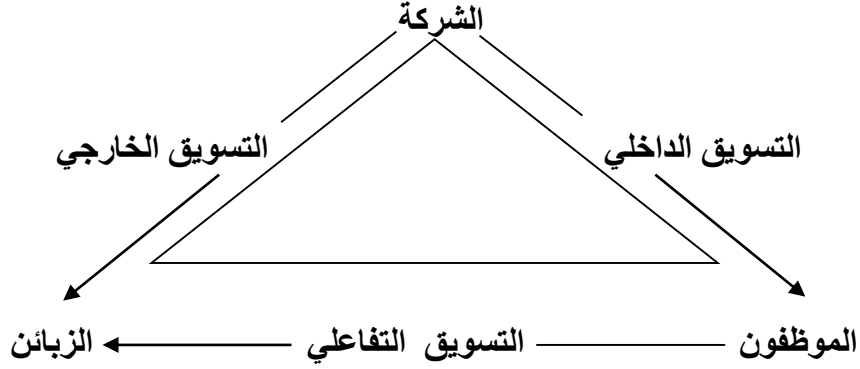 الشركة
التسويق الداخلي
التسويق الخارجي
الموظفون
التسويق التفاعلي
الزبائن